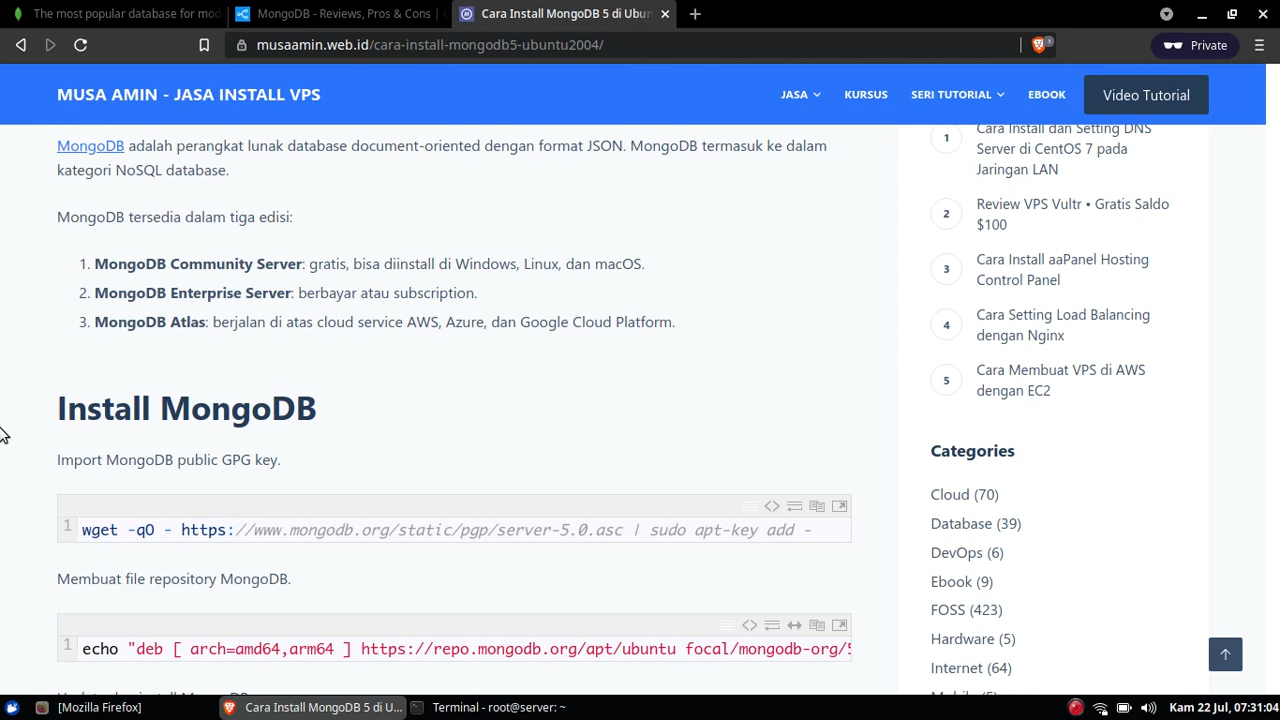 The most popular database for mod
MongoDB - Reviews, Pros & Cons |
Cara Install MongoDB 5 di Ubun
musaamin.web.id/cara-install-mongodb5-ubuntu2004/
3
Private
MUSA AMIN - JASA INSTALL VPS
JASA
KURSUS
SERI TUTORIAL
EBOOK
Video Tutorial
MongoDB adalah perangkat lunak database document-oriented dengan format JSON. MongoDB termasuk ke dalam
kategori NoSQL database.
MongoDB tersedia dalam tiga edisi:
1. MongoDB Community Server: gratis, bisa diinstall di Windows, Linux, dan macOS.
2. MongoDB Enterprise Server: berbayar atau subscription.
3. MongoDB Atlas: berjalan di atas cloud service AWS, Azure, dan Google Cloud Platform.
Install MongoDB
Import MongoDB public GPG key.
1 wget -qO - https://www.mongodb.org/static/pgp/server-5.0.asc | sudo apt-key add -
Membuat file repository MongoDB.
1 echo "deb [ arch=amd64,arm64 ] https://repo.mongodb.org/apt/ubuntu focal/mongodb-org/5
1 Cara Install dan Setting DNS
Server di CentOS 7 pada
Jaringan LAN
2 Review VPS Vultr • Gratis Saldo
$100
3 Cara Install aaPanel Hosting
Control Panel
4 Cara Setting Load Balancing
dengan Nginx
5 Cara Membuat VPS di AWS
dengan EC2
Categories
Cloud (70)
Database (39)
DevOps (6)
Ebook (9)
FOSS (423)
Hardware (5)
Internet (64)
[Mozilla Firefox]
Cara Install MongoDB 5 di U...
Terminal - root@server: ~
Kam 22 Jul, 07:31:04